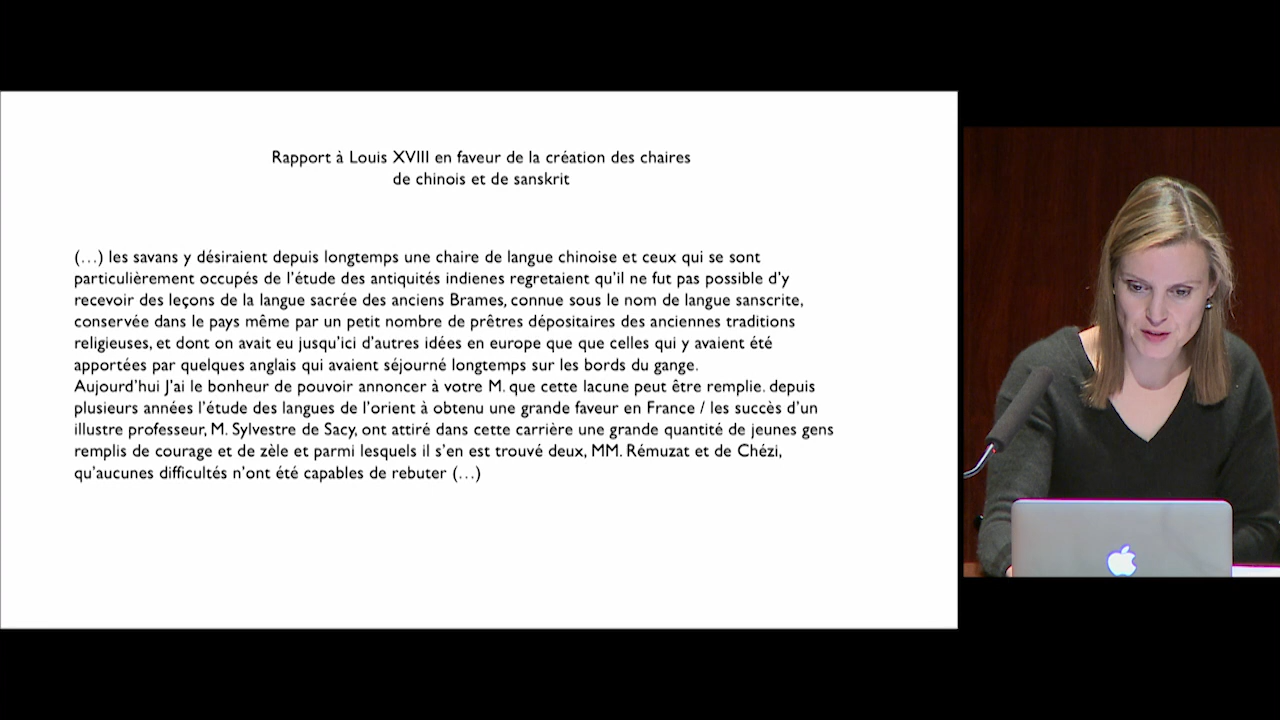 Rapport à Louis XVIII en faveur de la création des chaires
de chinois et de sanskrit
(…) les savans y désiraient depuis longtemps une chaire de langue chinoise et ceux qui se sont
particulièrement occupés de l'étude des antiquités indienes regretaient qu'il ne fut pas possible d'y
recevoir des leçons de la langue sacrée des anciens Brames, connue sous le nom de langue sanscrite,
conservée dans le pays même par un petit nombre de prêtres dépositaires des anciennes traditions
religieuses, et dont on avait eu jusqu'ici d'autres idées en europe que que celles qui y avaient été
apportées par quelques anglais qui avaient séjourné longtemps sur les bords du gange.
Aujourd'hui J'ai le bonheur de pouvoir annoncer à votre M. que cette lacune peut être remplie. depuis
plusieurs années l'étude des langues de l'orient à obtenu une grande faveur en France / les succès d'un
illustre professeur, M. Sylvestre de Sacy, ont attiré dans cette carrière une grande quantité de jeunes gens
remplis de courage et de zèle et parmi lesquels il s'en est trouvé deux, MM. Rémuzat et de Chézi,
qu'aucunes difficultés n'ont été capables de rebuter (…)